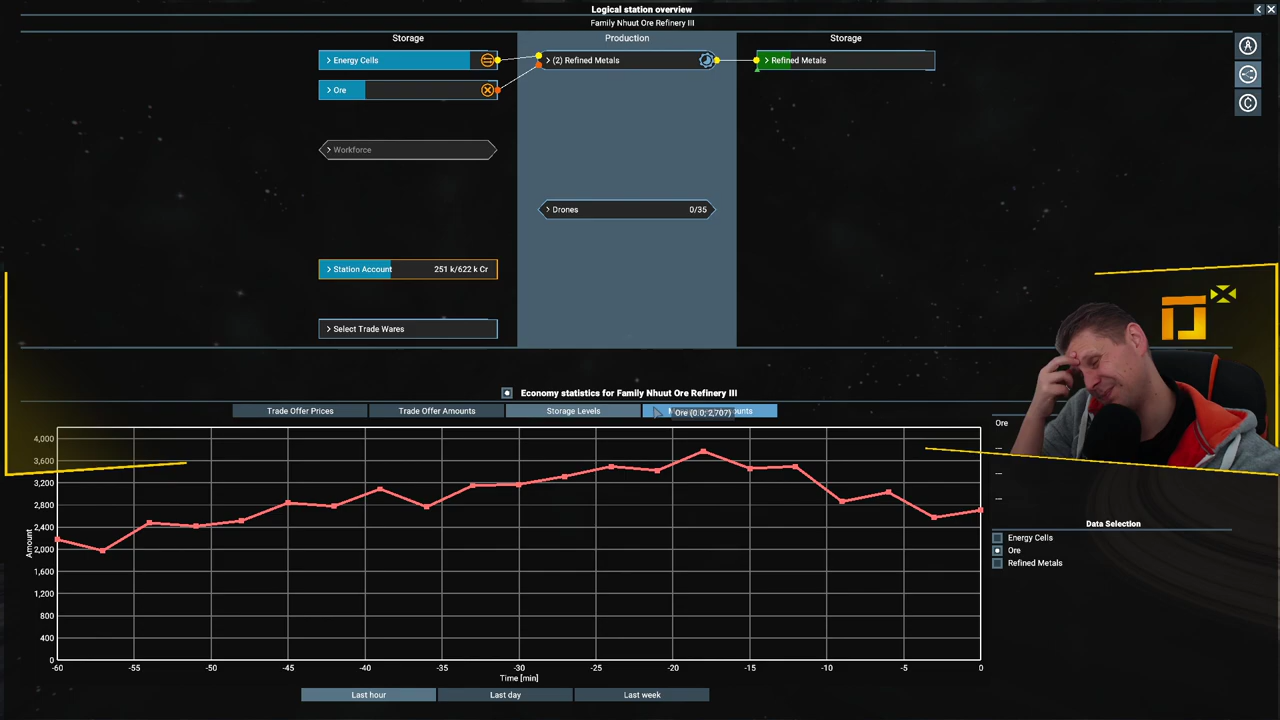 Logical station overview
Family Nhuut Ore Refinery III
Storage
Production
Storage
Energy Cells
(2) Refined Metals
Refined Metals
Ore
Workforce
Drones 0/35
Station Account 251 k/622 k Cr
Select Trade Wares
Economy statistics for Family Nhuut Ore Refinery III
Trade Offer Prices
Trade Offer Amounts
Storage Levels
Ore (0.0; 2,707)
Ore
4,000
3,600
3,200
2,800
2,400
2,000
1,600
1,200
800
400
0
Amount
-60 -55 -50 -45 -40 -35 -30 -25 -20 -15 -10 -5 0
Time [min]
Data Selection
Energy Cells
Ore
Refined Metals
Last hour
Last day
Last week